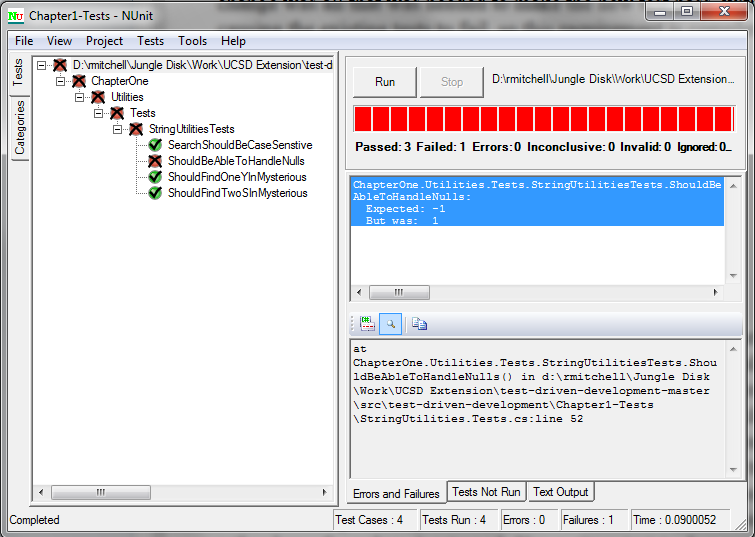 Chapter1-Tests - NUnit
File View Project Tests Tools Help
Tests
Categories
D:\rmitchell\Jungle Disk\Work\UCSD Extension\test-d
ChapterOne
Utilities
Tests
StringUtilitiesTests
SearchShouldBeCaseSenstive
ShouldBeAbleToHandleNulls
ShouldFindOneYInMysterious
ShouldFindTwoSInMysterious
Run Stop D:\rmitchell\Jungle Disk\Work\UCSD Extension...
Passed: 3 Failed: 1 Errors: 0 Inconclusive: 0 Invalid: 0 Ignored: 0...
ChapterOne.Utilities.Tests.StringUtilitiesTests.ShouldBe
AbleToHandleNulls:
Expected: -1
But was: 1
at
ChapterOne.Utilities.Tests.StringUtilitiesTests.Shou
ldBeAbleToHandleNulls() in d:\rmitchell\Jungle Disk
\Work\UCSD Extension\test-driven-development-master
\src\test-driven-development\Chapter1-Tests
\StringUtilities.Tests.cs:line 52
Errors and Failures Tests Not Run Text Output
Completed Test Cases : 4 Tests Run : 4 Errors : 0 Failures : 1 Time : 0.0900052